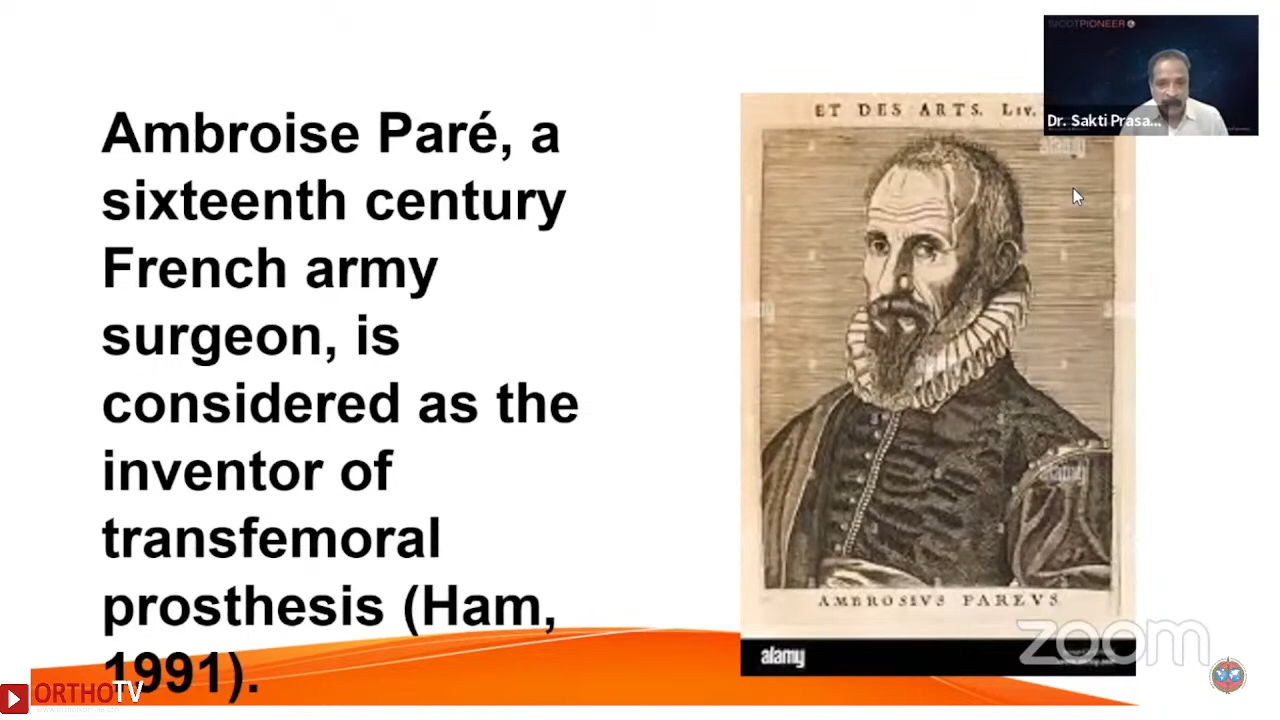 Ambroise Paré, a
sixteenth century
French army
surgeon, is
considered as the
inventor of
transfemoral
prosthesis (Ham,
1991).
ET DES ARTS. LIV.
AMBROSIVS PAREVS
alamy
SICOTPIONEER
Dr. Sakti Prasa...
zoom
ORTHOTV